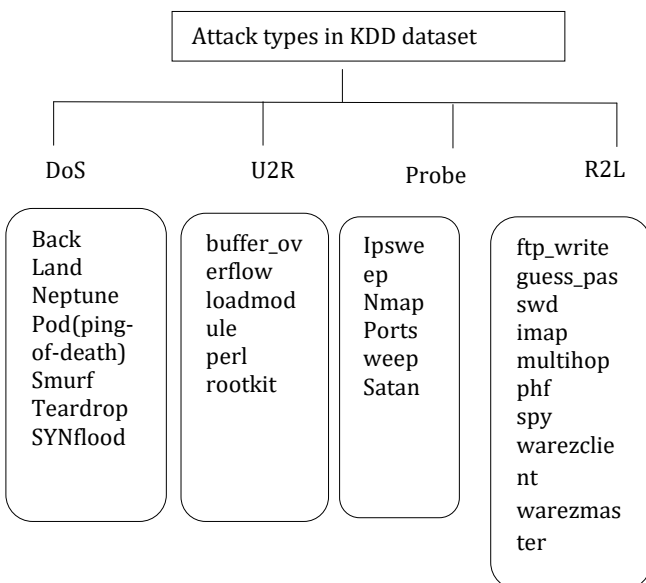 Attack types in KDD dataset
DoS
U2R
Probe
R2L
Back
Land
Neptune
Pod(ping-
of-death)
Smurf
Teardrop
SYNflood
buffer_ov
erflow
loadmod
ule
perl
rootkit
Ipswe
ep
Nmap
Ports
weep
Satan
ftp_write
guess_pas
swd
imap
multihop
phf
spy
warezclie
nt
warezmas
ter